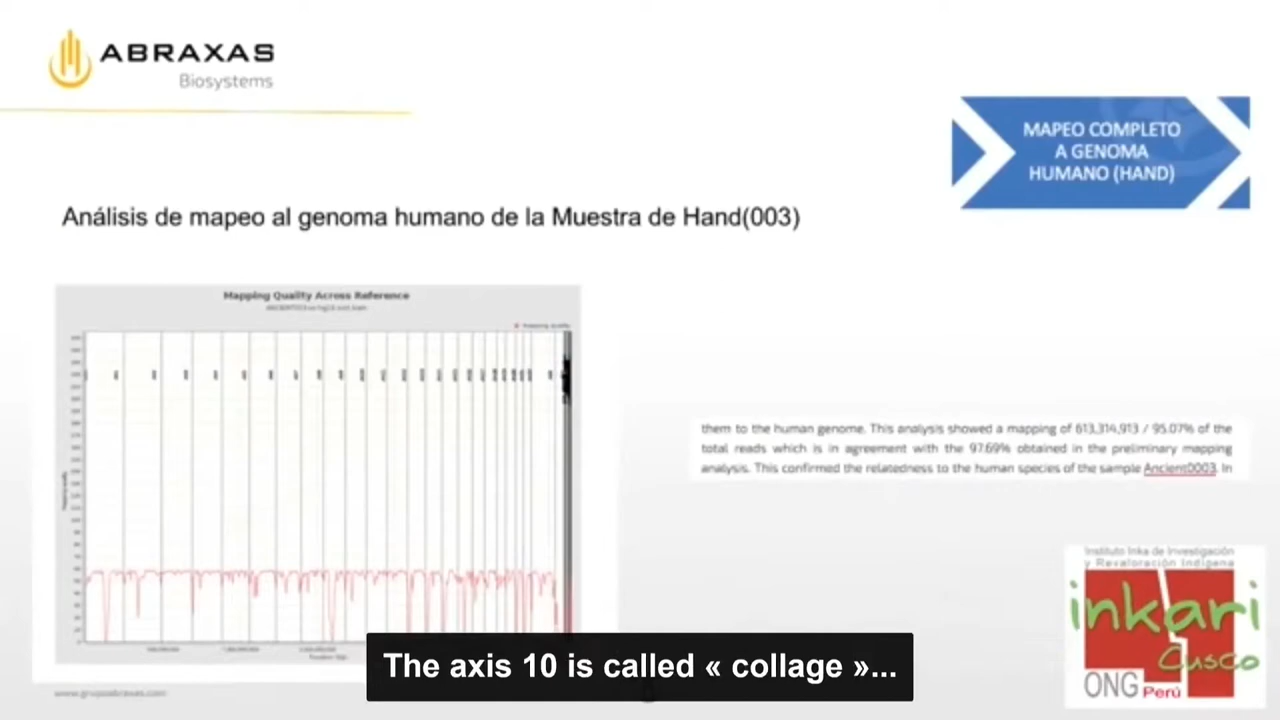 ABRAXAS
Biosystems
MAPEO COMPLETO
A GENOMA
HUMANO (HAND)
Análisis de mapeo al genoma humano de la Muestra de Hand(003)
Mapping Quality Across Reference
them to the human genome. This analysis showed a mapping of 613,314,913 / 95.07% of the
total reads which is in agreement with the 97.69% obtained in the preliminary mapping
analysis. This confirmed the relatedness to the human species of the sample Ancient0003. In
Instituto Inka de Investigación
y Revaloración Indígena
inkari
Cusco
ONG Perú
The axis 10 is called « collage »...
www.grupoabraxas.com